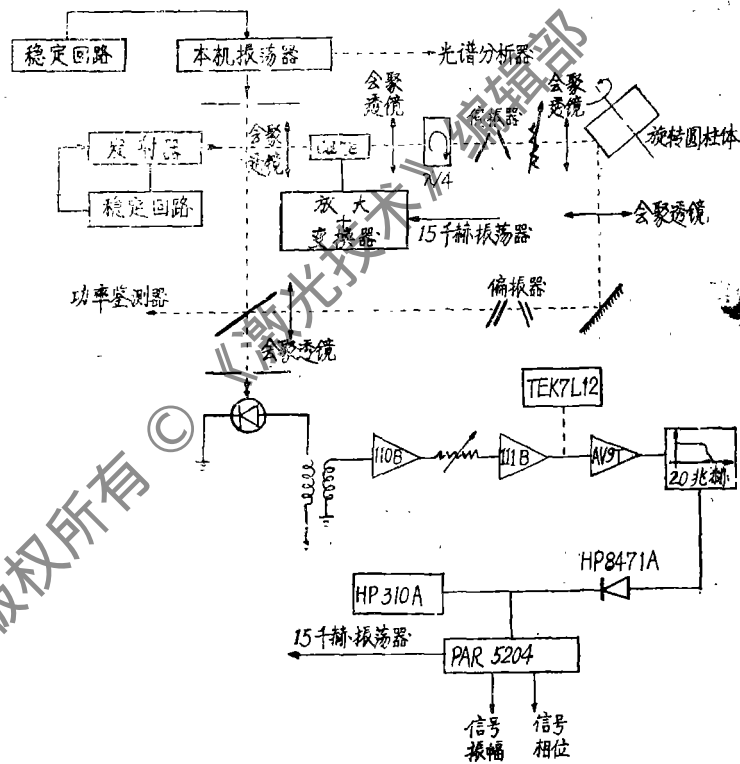 稳定回路
本机振荡器
光谱分析器
会聚
透镜
会聚
透镜
偏振器
会聚
透镜
旋转圆柱体
发射器
λ/4
稳定回路
放大
+
变换器
15千赫振荡器
会聚透镜
功率鉴测器
偏振器
会聚透镜
TEK7L12
110B
111B
AV9T
20兆赫
HP8471A
HP310A
15千赫振荡器
PAR 5204
信号
振幅
信号
相位
版权所有 © 《激光技术》编辑部